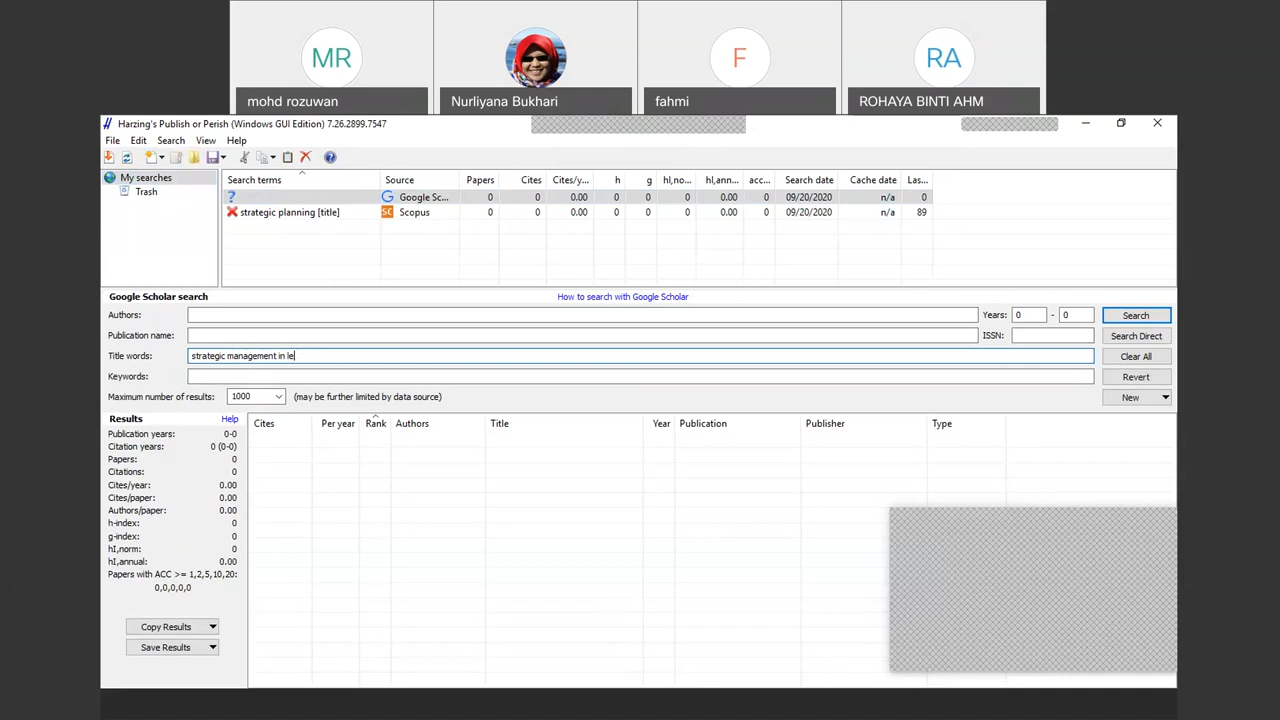 MR
F
RA
mohd rozuwan
Nurliyana Bukhari
fahmi
ROHAYA BINTI AHM
Harzing's Publish or Perish (Windows GUI Edition) 7.26.2899.7547
File Edit Search View Help
My searches
Trash
Search terms Source Papers Cites Cites/y... h g hI,no... hI,ann... acc... Search date Cache date Las...
? Google Sc... 0 0 0.00 0 0 0 0.00 0 09/20/2020 n/a 0
strategic planning [title] SC Scopus 0 0 0.00 0 0 0 0.00 0 09/20/2020 n/a 89
Google Scholar search How to search with Google Scholar
Authors: Years: 0 - 0 Search
Publication name: ISSN: Search Direct
Title words: strategic management in le Clear All
Keywords: Revert
Maximum number of results: 1000 (may be further limited by data source) New
Results Help
Publication years: 0-0
Citation years: 0 (0-0)
Papers: 0
Citations: 0
Cites/year: 0.00
Cites/paper: 0.00
Authors/paper: 0.00
h-index: 0
g-index: 0
hI,norm: 0
hI,annual: 0.00
Papers with ACC >= 1,2,5,10,20:
0,0,0,0,0
Copy Results
Save Results
Cites Per year Rank Authors Title Year Publication Publisher Type